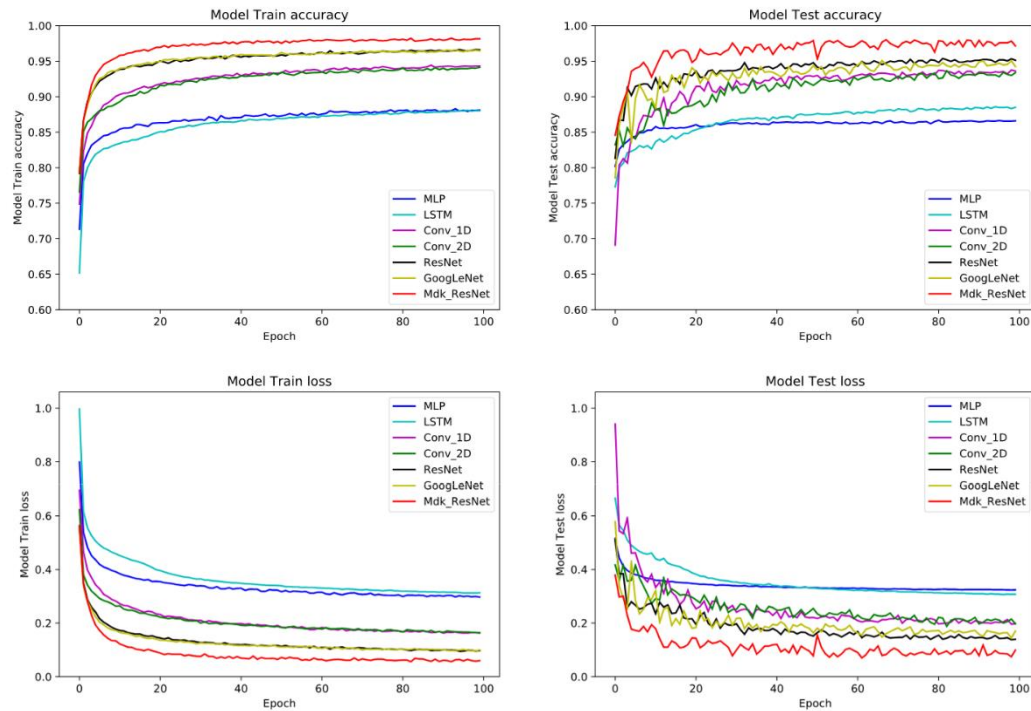 Model Train accuracy
Model Train accuracy
1.00
0.95
0.90
0.85
0.80
0.75
0.70
0.65
0.60
0
20
40
60
80
100
Epoch
MLP
LSTM
Conv_1D
Conv_2D
ResNet
GoogLeNet
Mdk_ResNet
Model Test accuracy
Model Test accuracy
1.00
0.95
0.90
0.85
0.80
0.75
0.70
0.65
0.60
0
20
40
60
80
100
Epoch
MLP
LSTM
Conv_1D
Conv_2D
ResNet
GoogLeNet
Mdk_ResNet
Model Train loss
Model Train loss
1.0
0.8
0.6
0.4
0.2
0.0
0
20
40
60
80
100
Epoch
MLP
LSTM
Conv_1D
Conv_2D
ResNet
GoogLeNet
Mdk_ResNet
Model Test loss
Model Test loss
1.0
0.8
0.6
0.4
0.2
0.0
0
20
40
60
80
100
Epoch
MLP
LSTM
Conv_1D
Conv_2D
ResNet
GoogLeNet
Mdk_ResNet